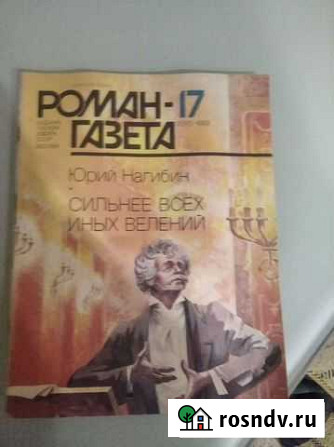 РОМАН-17
ГАЗЕТА
Юрий Нагибин
СИЛЬНЕЕ ВСЕХ
ИНЫХ ВЕЛЕНИЙ
rosndv.ru